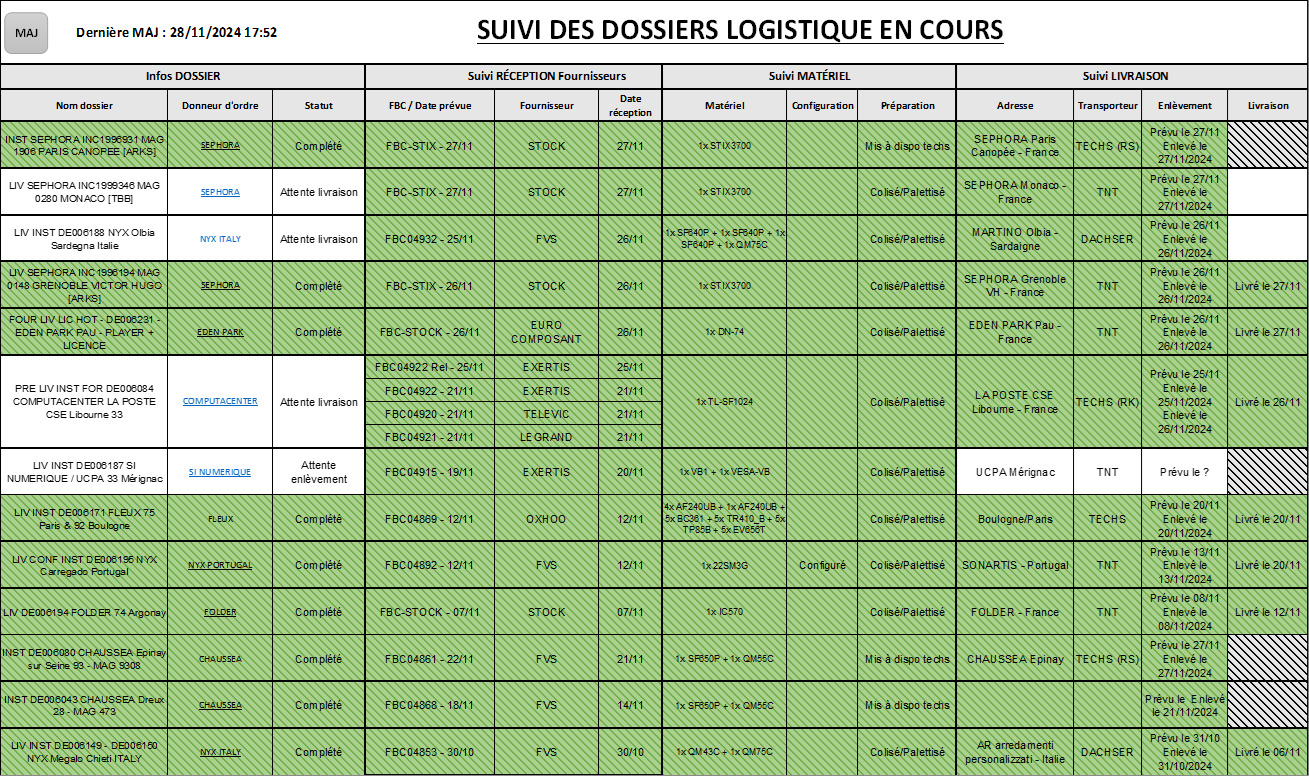 MAJ
Dernière MAJ : 28/11/2024 17:52
SUIVI DES DOSSIERS LOGISTIQUE EN COURS
Infos DOSSIER
Suivi RÉCEPTION Fournisseurs
Suivi MATÉRIEL
Suivi LIVRAISON
Nom dossier
Donneur d'ordre
Statut
FBC / Date prévue
Fournisseur
Date
réception
Matériel
Configuration
Préparation
Adresse
Transporteur
Enlèvement
Livraison
INST SEPHORA INC1996931 MAG
1906 PARIS CANOPEE [ARKS]
SEPHORA
Complété
FBC-STIX - 27/11
STOCK
27/11
1x STIX3700
Mis à dispo techs
SEPHORA Paris
Canopée - France
TECHS (RS)
Prévu le 27/11
Enlevé le
27/11/2024
LIV SEPHORA INC1999346 MAG
0280 MONACO [TBB]
SEPHORA
Attente livraison
FBC-STIX - 27/11
STOCK
27/11
1x STIX3700
Colisé/Palettisé
SEPHORA Monaco -
France
TNT
Prévu le 27/11
Enlevé le
27/11/2024
LIV INST DE006188 NYX Olbia
Sardegna Italie
NYX ITALY
Attente livraison
FBC04932 - 25/11
FVS
26/11
1x SF640P + 1x SF640P + 1x
SF640P + 1x QM75C
Colisé/Palettisé
MARTINO Olbia -
Sardaigne
DACHSER
Prévu le 26/11
Enlevé le
26/11/2024
LIV SEPHORA INC1996194 MAG
0148 GRENOBLE VICTOR HUGO
[ARKS]
SEPHORA
Complété
FBC-STIX - 26/11
STOCK
26/11
1x STIX3700
Colisé/Palettisé
SEPHORA Grenoble
VH - France
TNT
Prévu le 26/11
Enlevé le
26/11/2024
Livré le 27/11
FOUR LIV LIC HOT - DE006231 -
EDEN PARK PAU - PLAYER +
LICENCE
EDEN PARK
Complété
FBC-STOCK - 26/11
EURO
COMPOSANT
26/11
1x DN-74
Colisé/Palettisé
EDEN PARK Pau -
France
TNT
Prévu le 26/11
Enlevé le
26/11/2024
Livré le 27/11
PRE LIV INST FOR DE006084
COMPUTACENTER LA POSTE
CSE Libourne 33
COMPUTACENTER
Attente livraison
FBC04922 Rel - 25/11
EXERTIS
25/11
FBC04922 - 21/11
EXERTIS
21/11
FBC04920 - 21/11
TELEVIC
21/11
FBC04921 - 21/11
LEGRAND
21/11
1x TL-SF1024
Colisé/Palettisé
LA POSTE CSE
Libourne - France
TECHS (RK)
Prévu le 25/11
Enlevé le
25/11/2024
Enlevé le
26/11/2024
Livré le 26/11
LIV INST DE006187 SI
NUMERIQUE / UCPA 33 Mérignac
SI NUMERIQUE
Attente
enlèvement
FBC04915 - 19/11
EXERTIS
20/11
1x VB1 + 1x VESA-VB
Colisé/Palettisé
UCPA Mérignac
TNT
Prévu le ?
LIV INST DE006171 FLEUX 75
Paris & 92 Boulogne
FLEUX
Complété
FBC04869 - 12/11
OXHOO
12/11
4x AF240UB + 1x AF240UB +
5x BC361 + 5x TR410_B + 5x
TP85B + 5x EV656T
Colisé/Palettisé
Boulogne/Paris
TECHS
Prévu le 20/11
Enlevé le
20/11/2024
Livré le 20/11
LIV CONF INST DE006195 NYX
Carregado Portugal
NYX PORTUGAL
Complété
FBC04892 - 12/11
FVS
12/11
1x 22SM3G
Configuré
Colisé/Palettisé
SONARTIS - Portugal
TNT
Prévu le 13/11
Enlevé le
13/11/2024
Livré le 20/11
LIV DE006194 FOLDER 74 Argonay
FOLDER
Complété
FBC-STOCK - 07/11
STOCK
07/11
1x IC570
Colisé/Palettisé
FOLDER - France
TNT
Prévu le 08/11
Enlevé le
08/11/2024
Livré le 12/11
INST DE006080 CHAUSSEA Epinay
sur Seine 93 - MAG 9308
CHAUSSEA
Complété
FBC04861 - 22/11
FVS
21/11
1x SF650P + 1x QM55C
Mis à dispo techs
CHAUSSEA Epinay
TECHS (RS)
Prévu le 27/11
Enlevé le
27/11/2024
INST DE006043 CHAUSSEA Dreux
28 - MAG 473
CHAUSSEA
Complété
FBC04868 - 18/11
FVS
14/11
1x SF650P + 1x QM55C
Mis à dispo techs
Prévu le Enlevé
le 21/11/2024
LIV INST DE006149 - DE006150
NYX Megalo Chieti ITALY
NYX ITALY
Complété
FBC04853 - 30/10
FVS
30/10
1x QM43C + 1x QM75C
Colisé/Palettisé
AR arredamenti
personalizzati - Italie
DACHSER
Prévu le 31/10
Enlevé le
31/10/2024
Livré le 06/11